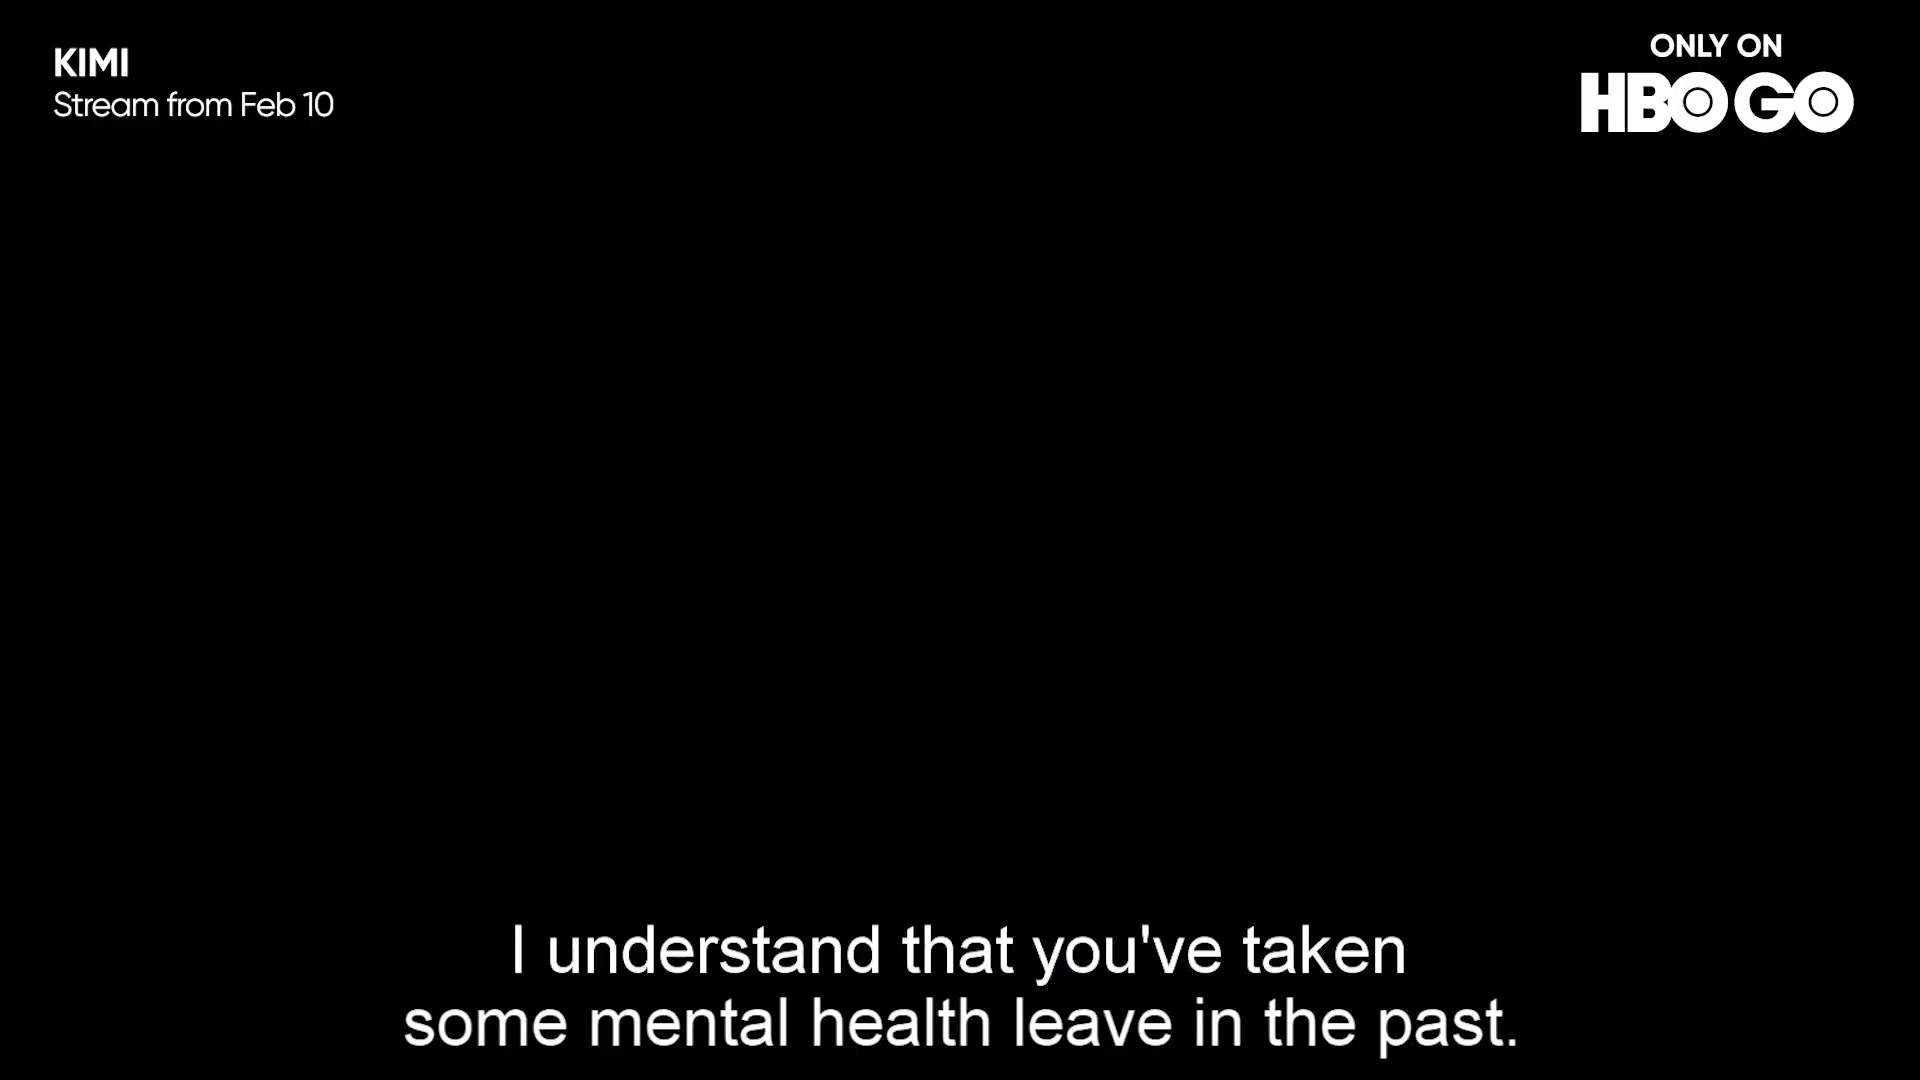 KIMI
Stream from Feb 10
ONLY ON
HBO GO
I understand that you've taken
some mental health leave in the past.